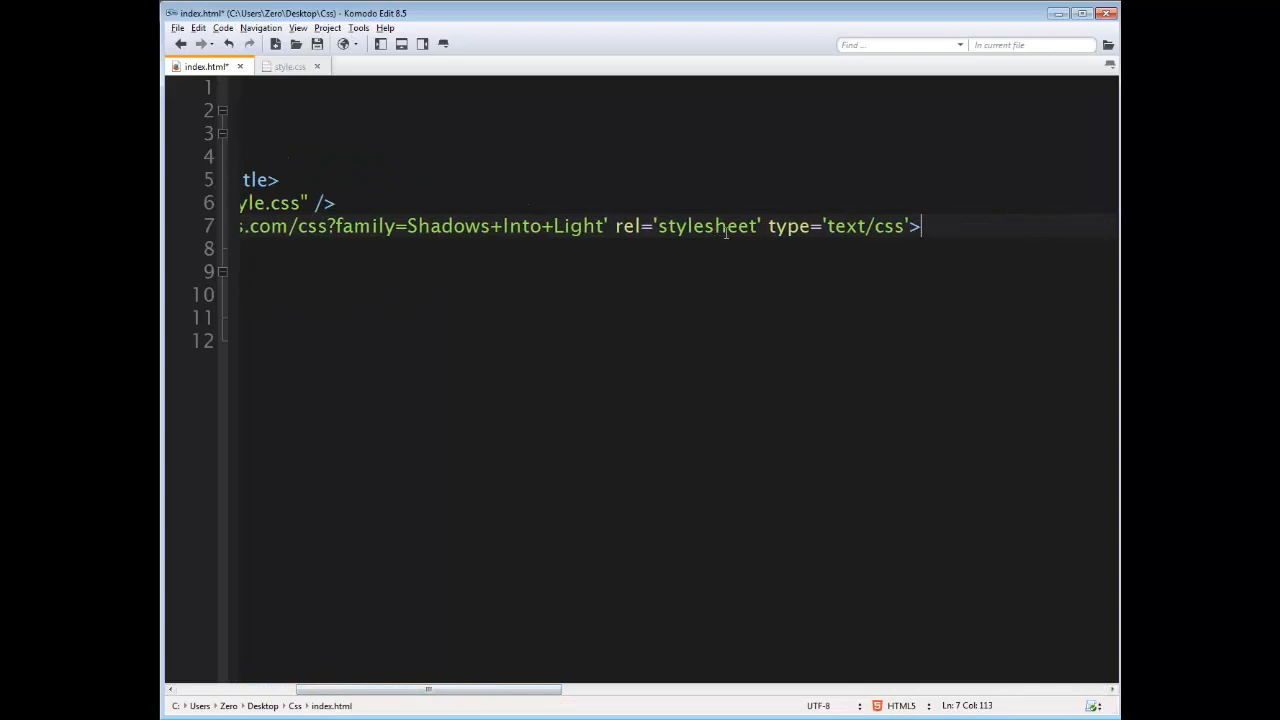 index.html* (C:\Users\Zero\Desktop\Css) - Komodo Edit 8.5
File Edit Code Navigation View Project Tools Help
Find ... In current file
index.html* style.css
1
2
3
4
5 tle>
6 yle.css" />
7 s.com/css?family=Shadows+Into+Light' rel='stylesheet' type='text/css'>
8
9
10
11
12
C: Users Zero Desktop Css index.html UTF-8 HTML5 Ln: 7 Col: 113